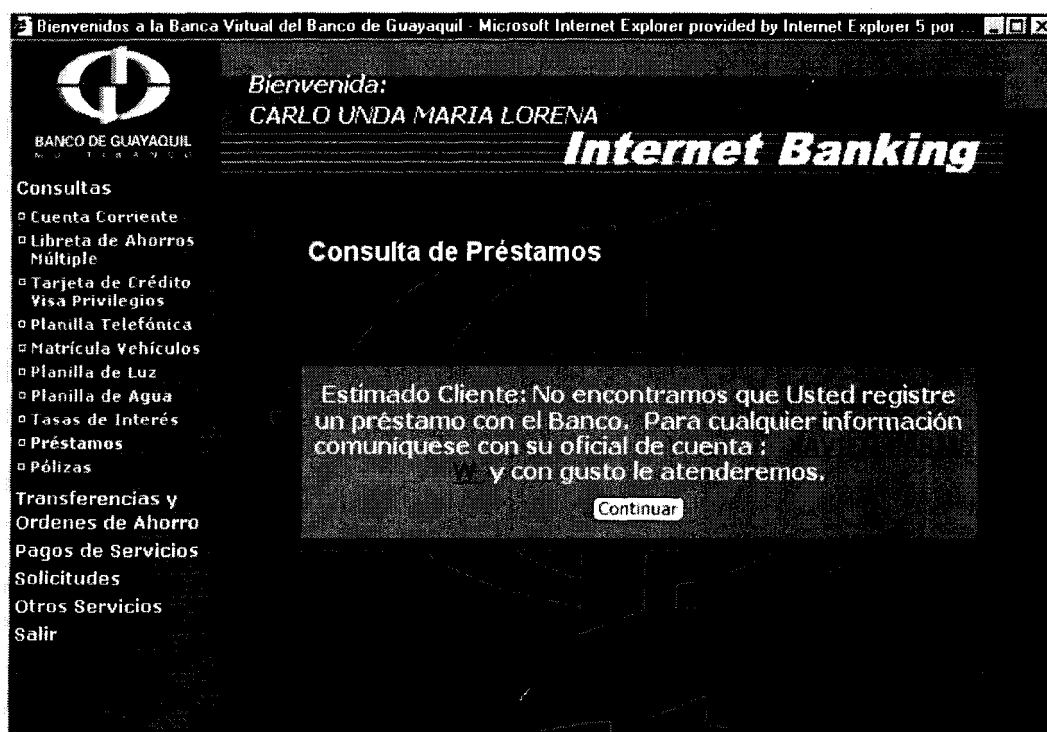 Bienvenidos a la Banca Virtual del Banco de Guayaquil - Microsoft Internet Explorer provided by Internet Explorer 5 por ...
BANCO DE GUAYAQUIL
MULTIBANCO
Bienvenida:
CARLO UNDA MARIA LORENA
Internet Banking
Consultas
Cuenta Corriente
Libreta de Ahorros
Múltiple
Tarjeta de Crédito
Visa Privilegios
Planilla Telefónica
Matrícula Vehículos
Planilla de Luz
Planilla de Agua
Tasas de Interés
Préstamos
Pólizas
Transferencias y
Ordenes de Ahorro
Pagos de Servicios
Solicitudes
Otros Servicios
Salir
Consulta de Préstamos
Estimado Cliente: No encontramos que Usted registre
un préstamo con el Banco. Para cualquier información
comuníquese con su oficial de cuenta :
y con gusto le atenderemos.
Continuar